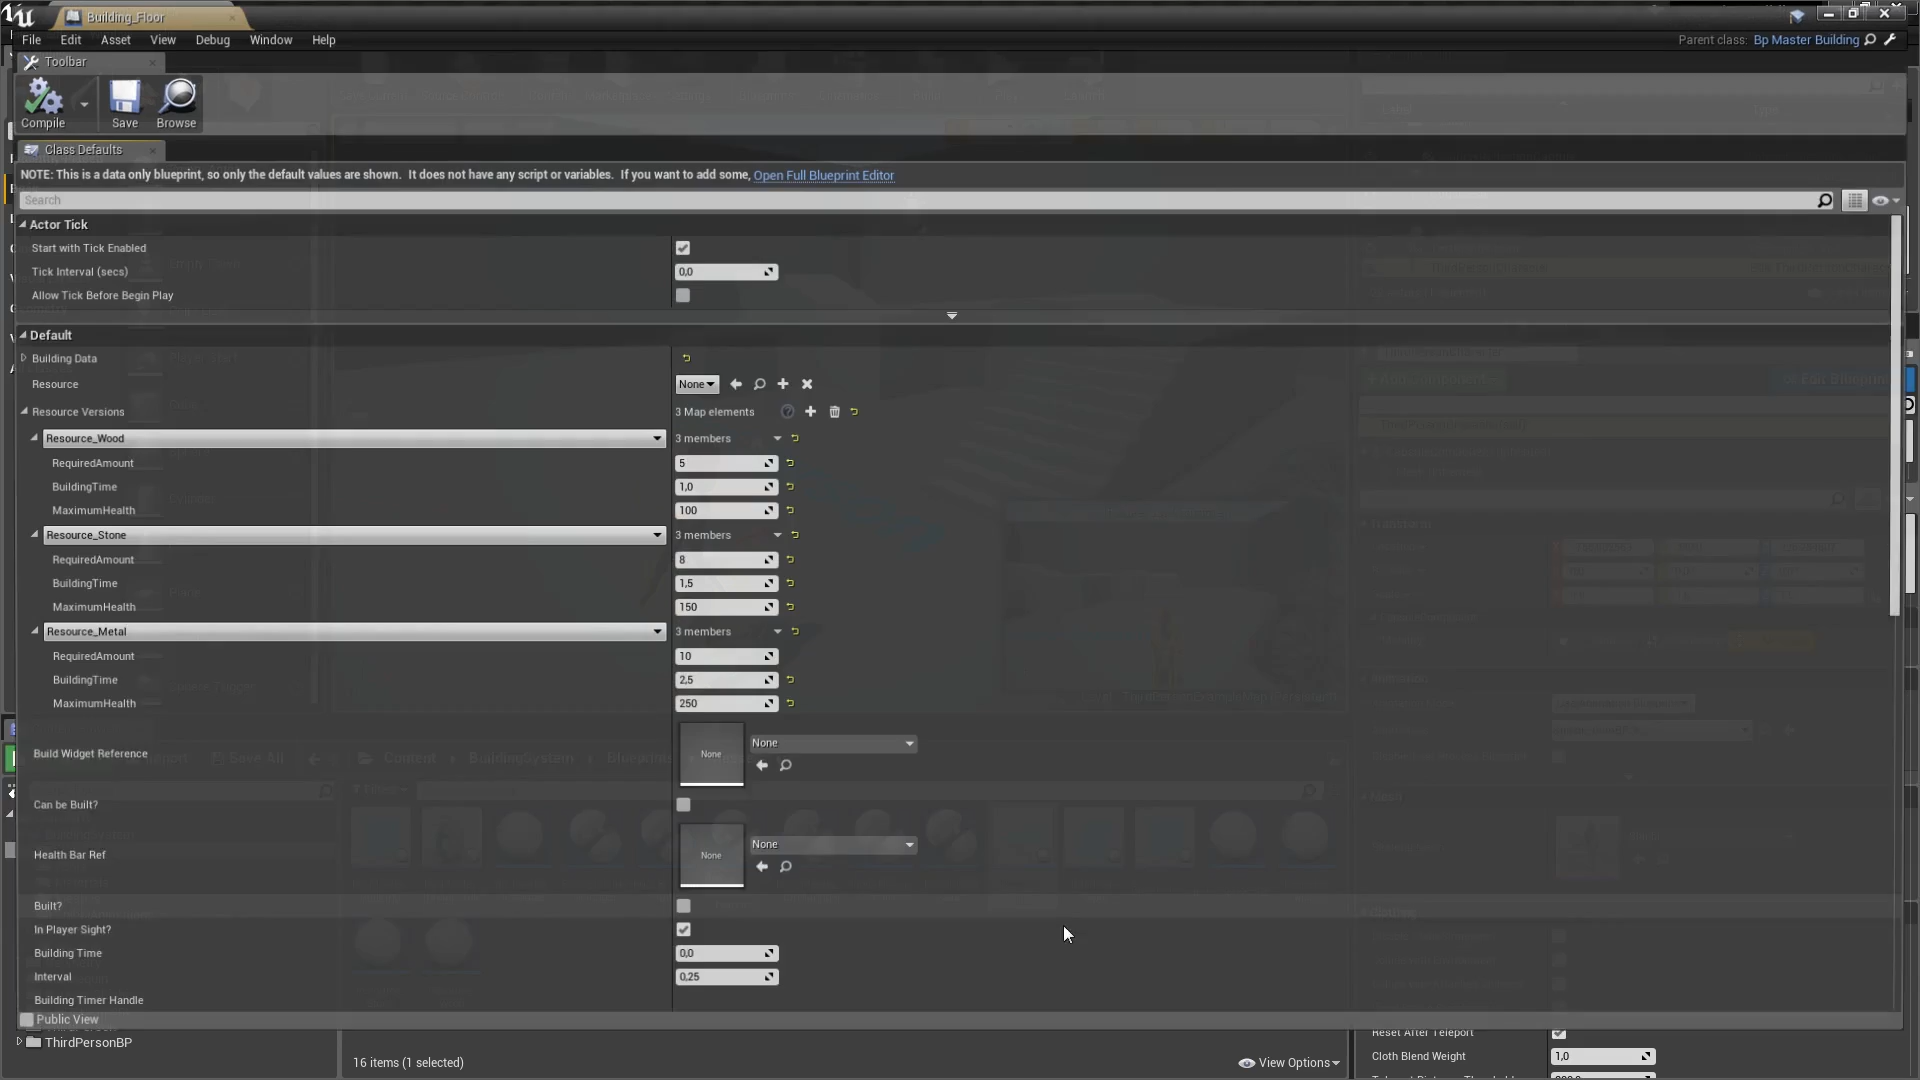 Building_Floor
File Edit Asset View Debug Window Help
Parent class: Bp Master Building
Toolbar
Compile Save Browse
Class Defaults
NOTE: This is a data only blueprint, so only the default values are shown. It does not have any script or variables. If you want to add some, Open Full Blueprint Editor
Search
Actor Tick
Start with Tick Enabled
Tick Interval (secs) 0,0
Allow Tick Before Begin Play
Default
Building Data
Resource None
Resource Versions 3 Map elements
Resource_Wood 3 members
RequiredAmount 5
BuildingTime 1,0
MaximumHealth 100
Resource_Stone 3 members
RequiredAmount 8
BuildingTime 1,5
MaximumHealth 150
Resource_Metal 3 members
RequiredAmount 10
BuildingTime 2,5
MaximumHealth 250
Build Widget Reference None None
Save All Content BuildingSystem
Can be Built?
Health Bar Ref None None
Built?
In Player Sight?
Building Time 0,0
Interval 0,25
Building Timer Handle
Public View
Reset After Teleport
ThirdPersonBP
16 items (1 selected) View Options
Cloth Blend Weight 1,0